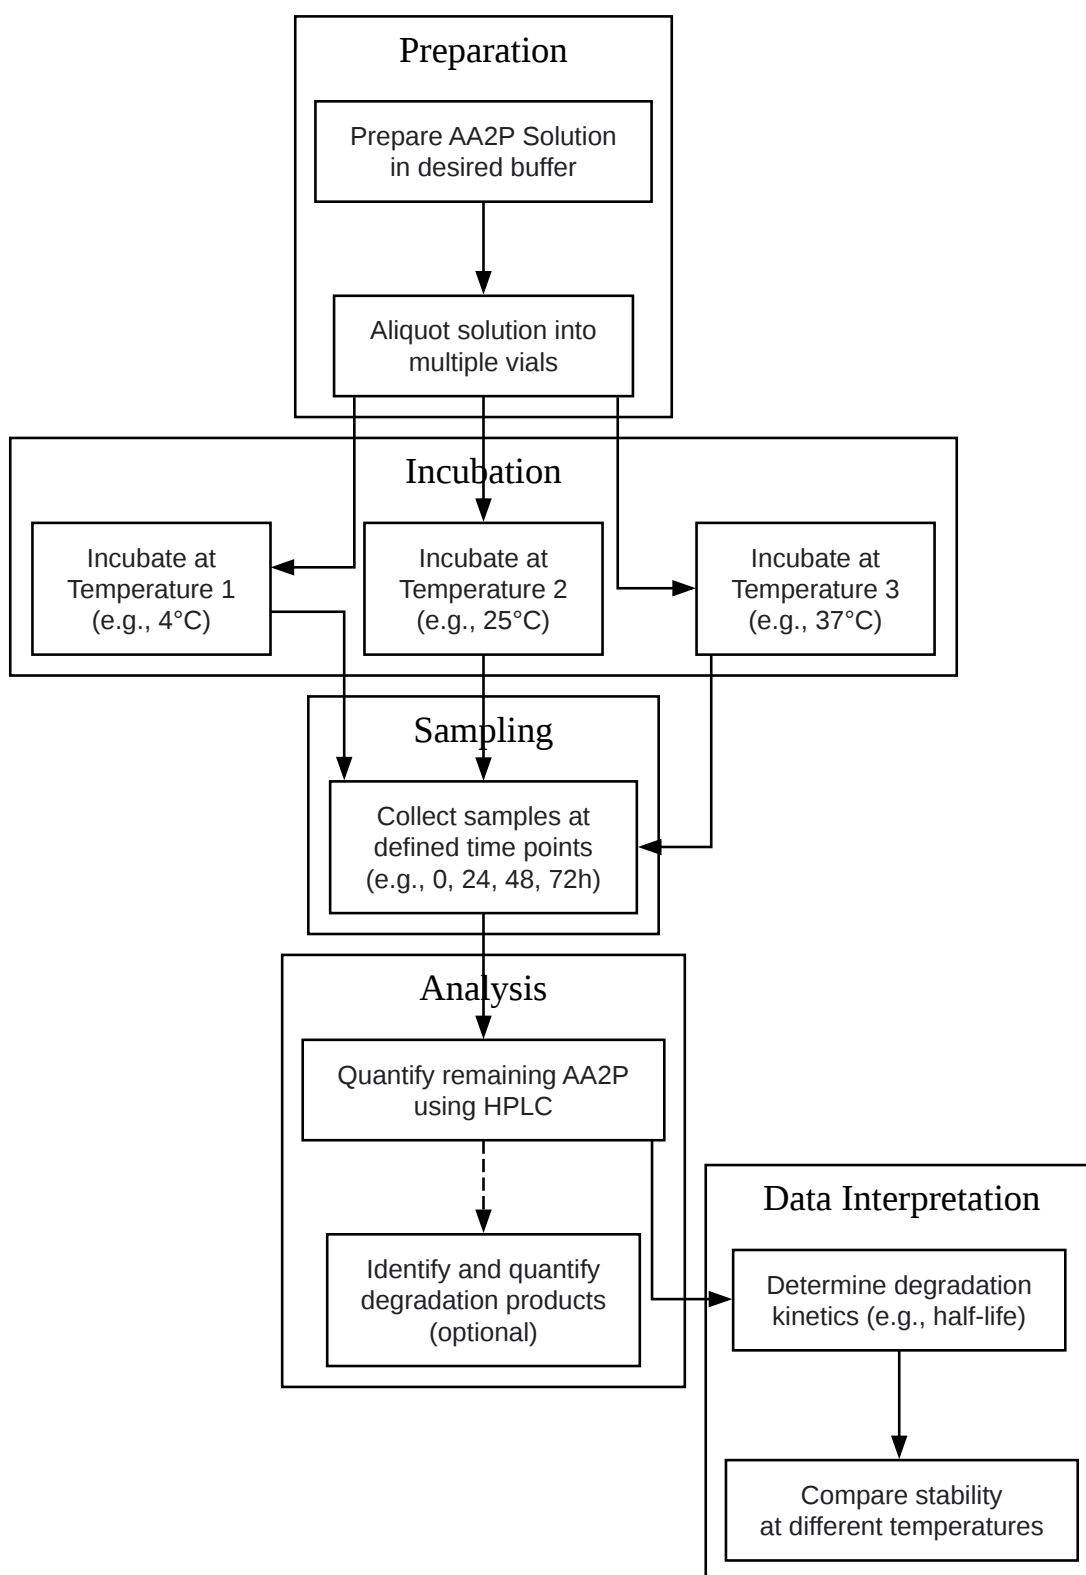 Preparation
Prepare AA2P Solution
in desired buffer
Aliquot solution into
multiple vials
Incubation
Incubate at
Temperature 1
(e.g., 4°C)
Incubate at
Temperature 2
(e.g., 25°C)
Incubate at
Temperature 3
(e.g., 37°C)
Sampling
Collect samples at
defined time points
(e.g., 0, 24, 48, 72h)
Analysis
Quantify remaining AA2P
using HPLC
Identify and quantify
degradation products
(optional)
Data Interpretation
Determine degradation
kinetics (e.g., half-life)
Compare stability
at different temperatures